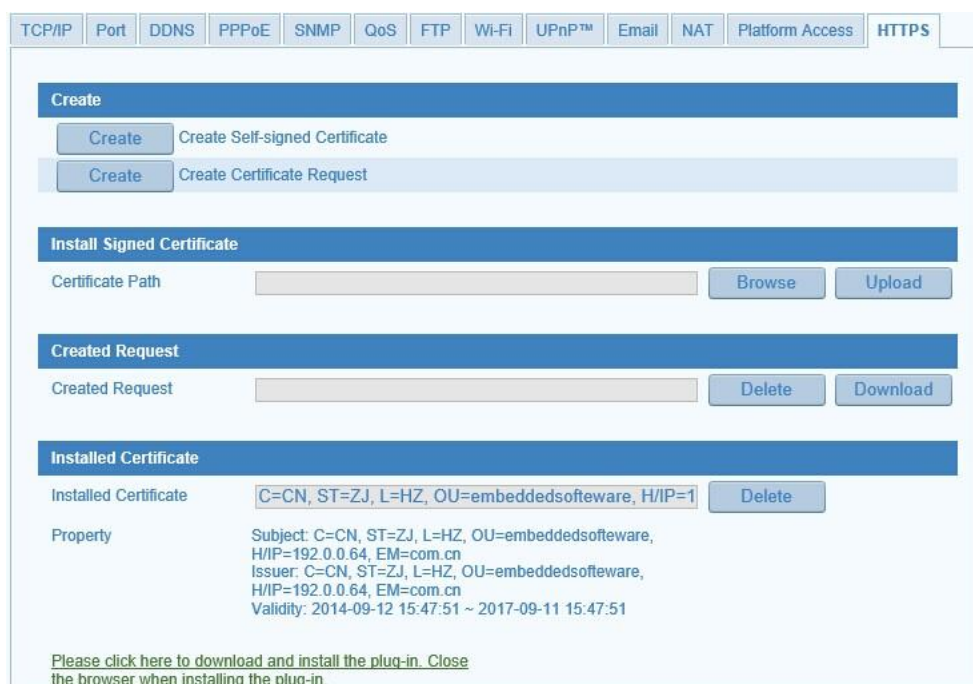 TCP/IP Port DDNS PPPoE SNMP QoS FTP Wi-Fi UPnP™ Email NAT Platform Access HTTPS
Create
Create Create Self-signed Certificate
Create Create Certificate Request
Install Signed Certificate
Certificate Path Browse Upload
Created Request
Created Request Delete Download
Installed Certificate
Installed Certificate C=CN, ST=ZJ, L=HZ, OU=embeddedsofteware, H/IP=1 Delete
Property Subject: C=CN, ST=ZJ, L=HZ, OU=embeddedsofteware,
H/IP=192.0.0.64, EM=com.cn
Issuer: C=CN, ST=ZJ, L=HZ, OU=embeddedsofteware,
H/IP=192.0.0.64, EM=com.cn
Validity: 2014-09-12 15:47:51 ~ 2017-09-11 15:47:51
Please click here to download and install the plug-in. Close
the browser when installing the plug-in.